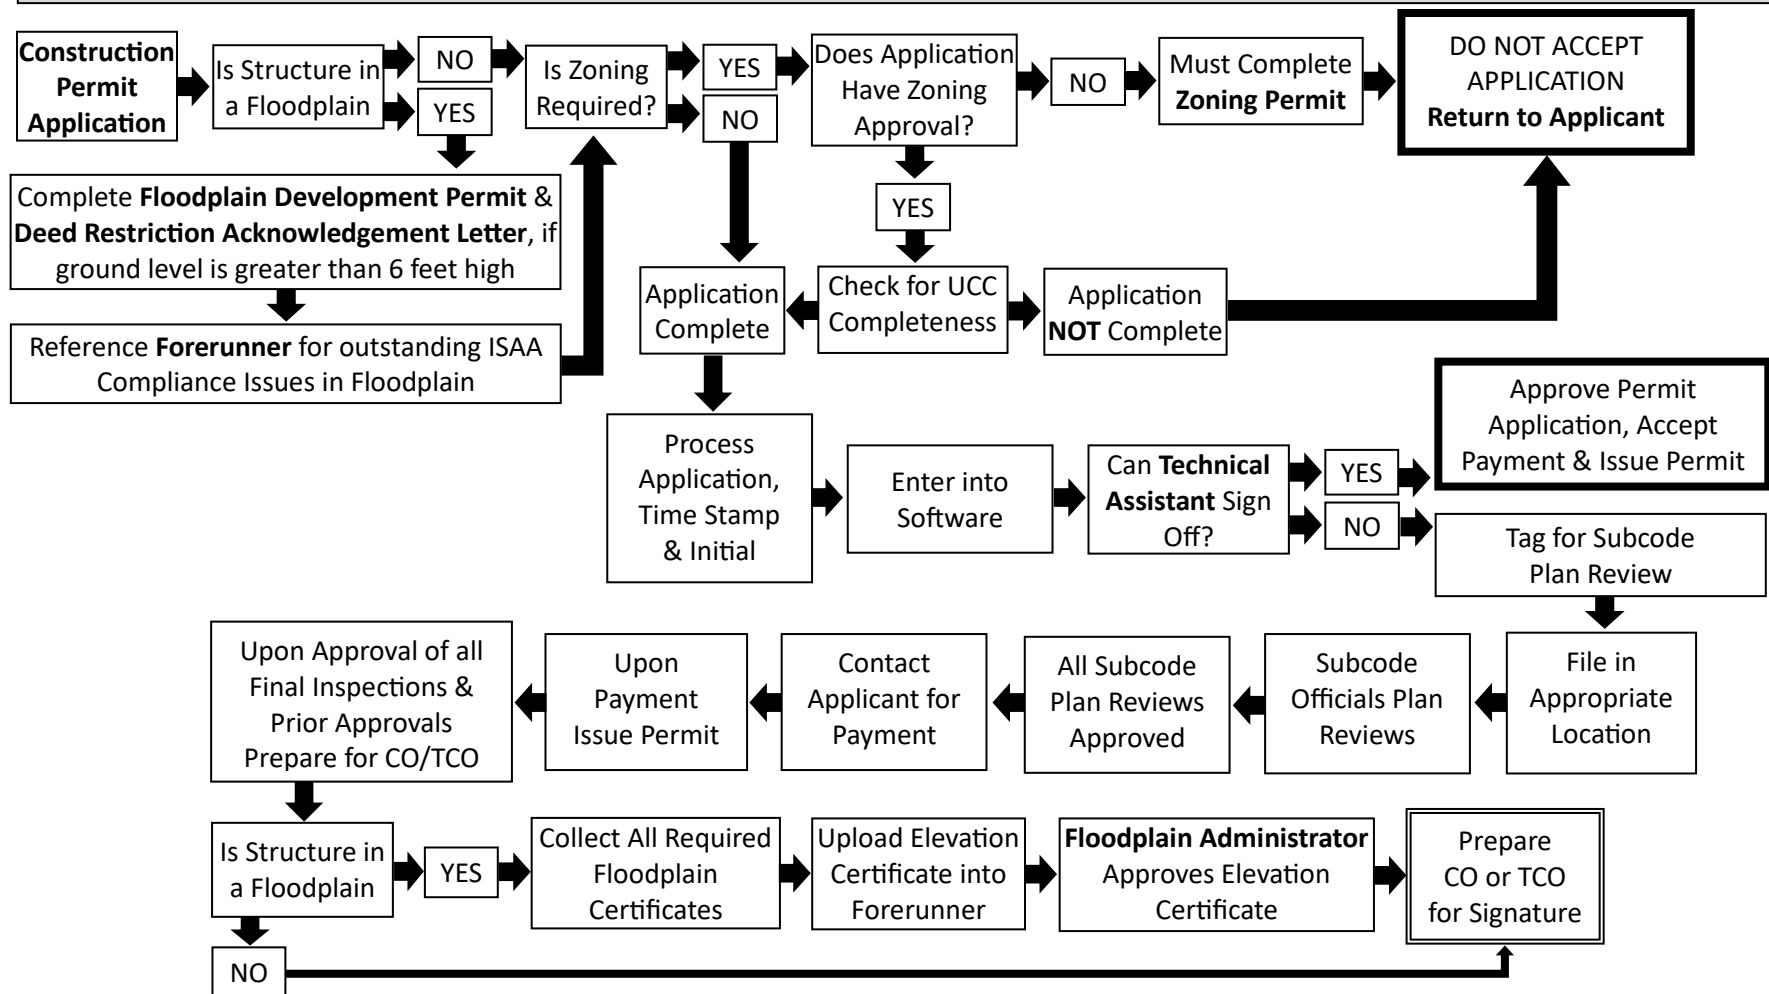 Construction
Permit
Application
Is Structure in
a Floodplain
NO
YES
Is Zoning
Required?
YES
NO
Does Application
Have Zoning
Approval?
NO
YES
Must Complete
Zoning Permit
DO NOT ACCEPT
APPLICATION
Return to Applicant
Complete Floodplain Development Permit &
Deed Restriction Acknowledgement Letter, if
ground level is greater than 6 feet high
Reference Forerunner for outstanding ISAA
Compliance Issues in Floodplain
Application
Complete
Check for UCC
Completeness
Application
NOT Complete
Process
Application,
Time Stamp
& Initial
Enter into
Software
Can Technical
Assistant Sign
Off?
YES
NO
Approve Permit
Application, Accept
Payment & Issue Permit
Tag for Subcode
Plan Review
File in
Appropriate
Location
Subcode
Officials Plan
Reviews
All Subcode
Plan Reviews
Approved
Contact
Applicant for
Payment
Upon
Payment
Issue Permit
Upon Approval of all
Final Inspections &
Prior Approvals
Prepare for CO/TCO
Is Structure in
a Floodplain
YES
NO
Collect All Required
Floodplain
Certificates
Upload Elevation
Certificate into
Forerunner
Floodplain Administrator
Approves Elevation
Certificate
Prepare
CO or TCO
for Signature